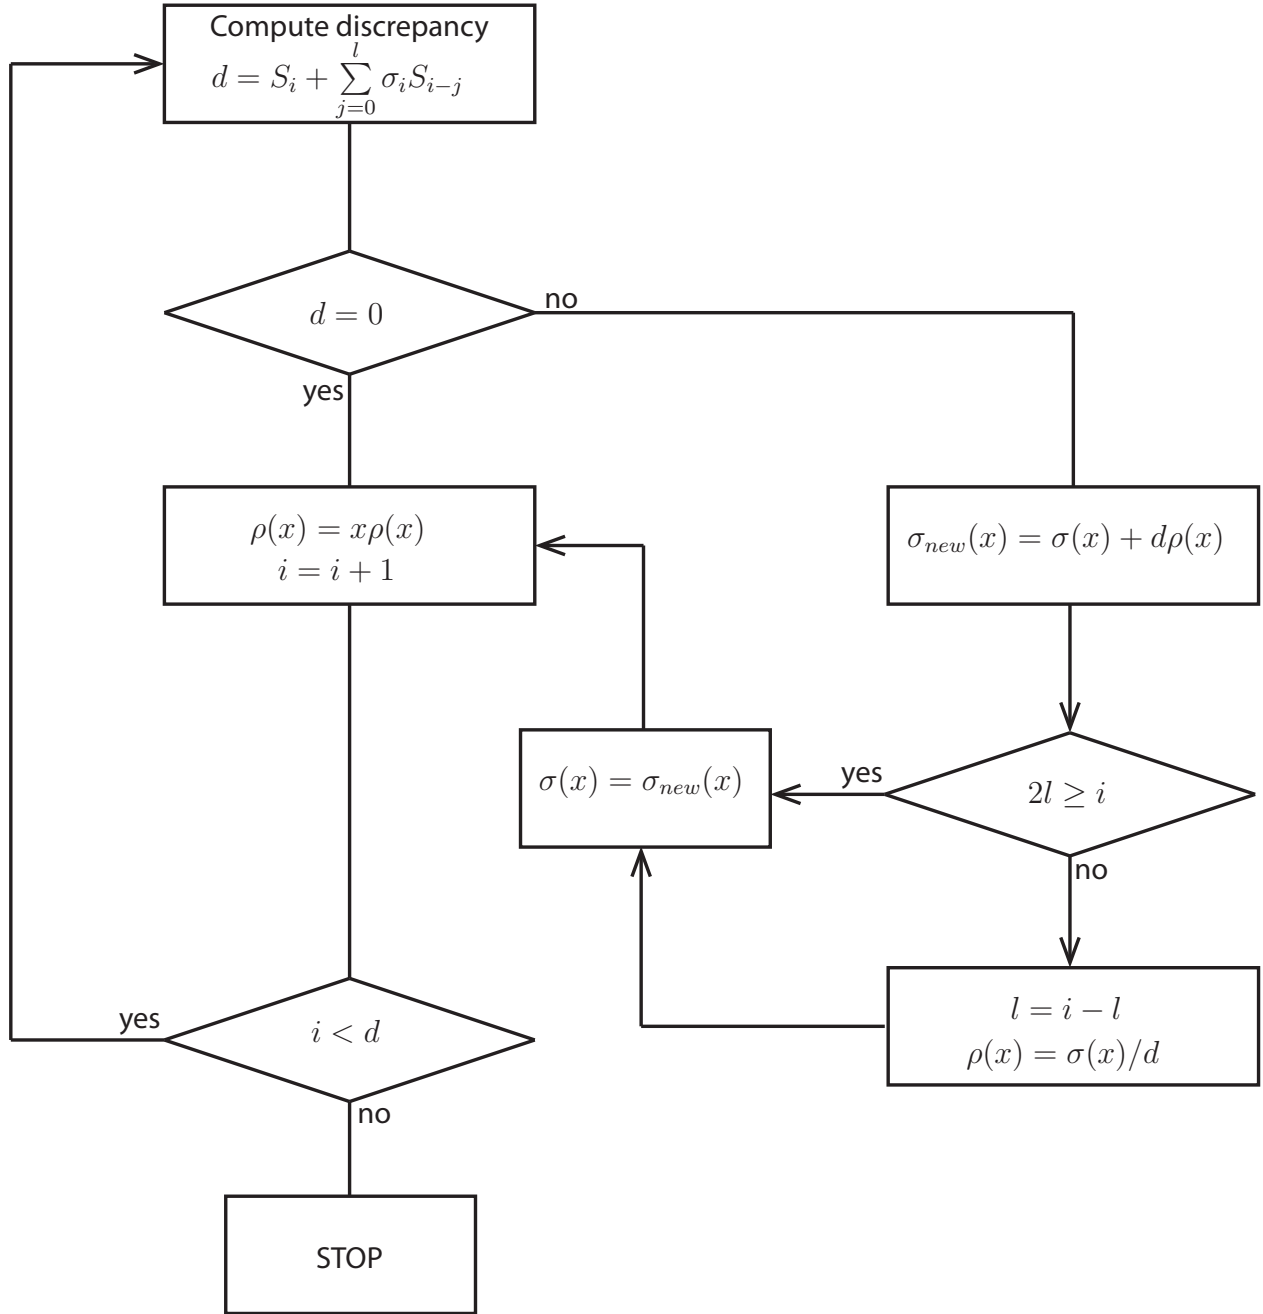 Compute discrepancy
$d = S_i + \sum_{j=0}^{l} \sigma_i S_{i-j}$
$d = 0$
no
yes
$\rho(x) = x\rho(x)$
$i = i + 1$
$\sigma_{new}(x) = \sigma(x) + d\rho(x)$
$\sigma(x) = \sigma_{new}(x)$
yes
$2l \geq i$
no
$l = i - l$
$\rho(x) = \sigma(x)/d$
yes
$i < d$
no
STOP